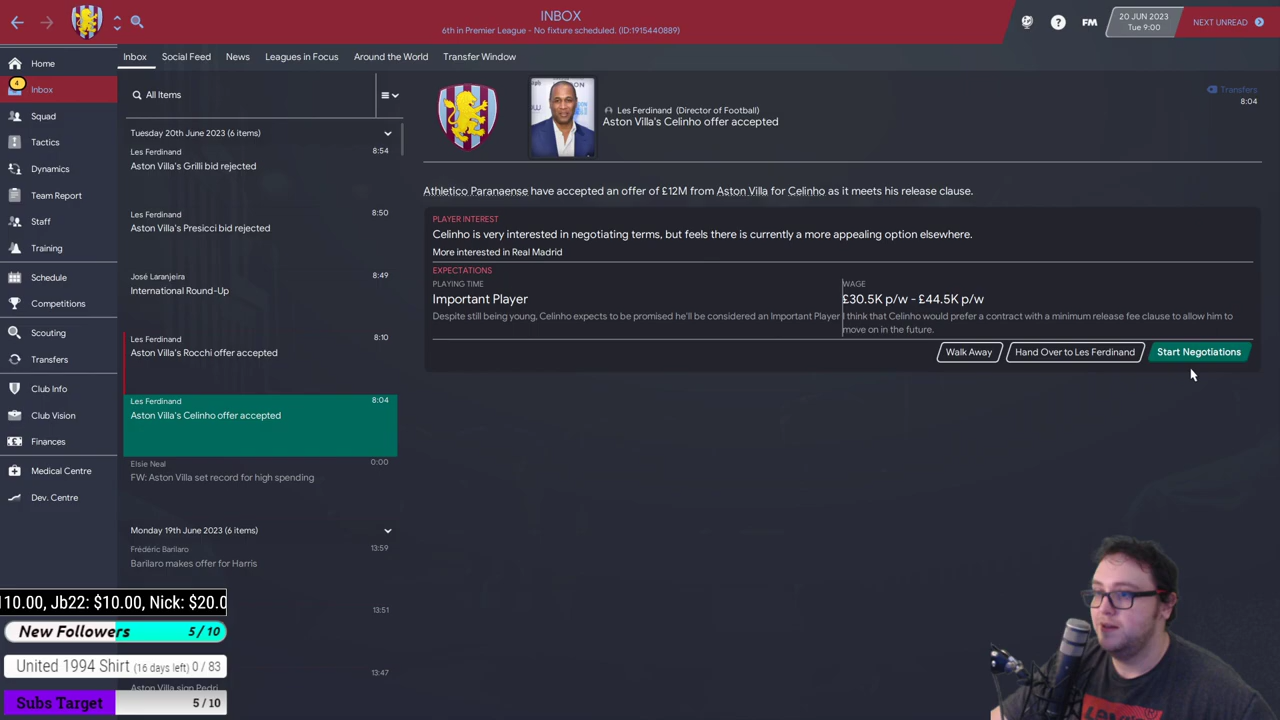 INBOX
6th in Premier League - No fixture scheduled. (ID:1915440889)
FM
20 JUN 2023
Tue 9:00
NEXT UNREAD
Home
4
Inbox
Squad
Tactics
Dynamics
Team Report
Staff
Training
Schedule
Competitions
Scouting
Transfers
Club Info
Club Vision
Finances
Medical Centre
Dev. Centre
Inbox Social Feed News Leagues in Focus Around the World Transfer Window
All Items
Tuesday 20th June 2023 (6 items)
Les Ferdinand 8:54
Aston Villa's Grilli bid rejected
Les Ferdinand 8:50
Aston Villa's Presicci bid rejected
José Laranjeira 8:49
International Round-Up
Les Ferdinand 8:10
Aston Villa's Rocchi offer accepted
Les Ferdinand 8:04
Aston Villa's Celinho offer accepted
Elsie Neal 0:00
FW: Aston Villa set record for high spending
Monday 19th June 2023 (6 items)
Frédéric Barilaro 13:59
Barilaro makes offer for Harris
13:51
13:47
Aston Villa sign Pedri
Les Ferdinand (Director of Football)
Aston Villa's Celinho offer accepted
Transfers
8:04
Athletico Paranaense have accepted an offer of £12M from Aston Villa for Celinho as it meets his release clause.
PLAYER INTEREST
Celinho is very interested in negotiating terms, but feels there is currently a more appealing option elsewhere.
More interested in Real Madrid
EXPECTATIONS
PLAYING TIME
Important Player
Despite still being young, Celinho expects to be promised he'll be considered an Important Player
WAGE
£30.5K p/w - £44.5K p/w
I think that Celinho would prefer a contract with a minimum release fee clause to allow him to
move on in the future.
Walk Away Hand Over to Les Ferdinand Start Negotiations
110.00, Jb22: $10.00, Nick: $20.0
New Followers 5 / 10
United 1994 Shirt (16 days left) 0 / 83
Subs Target 5 / 10